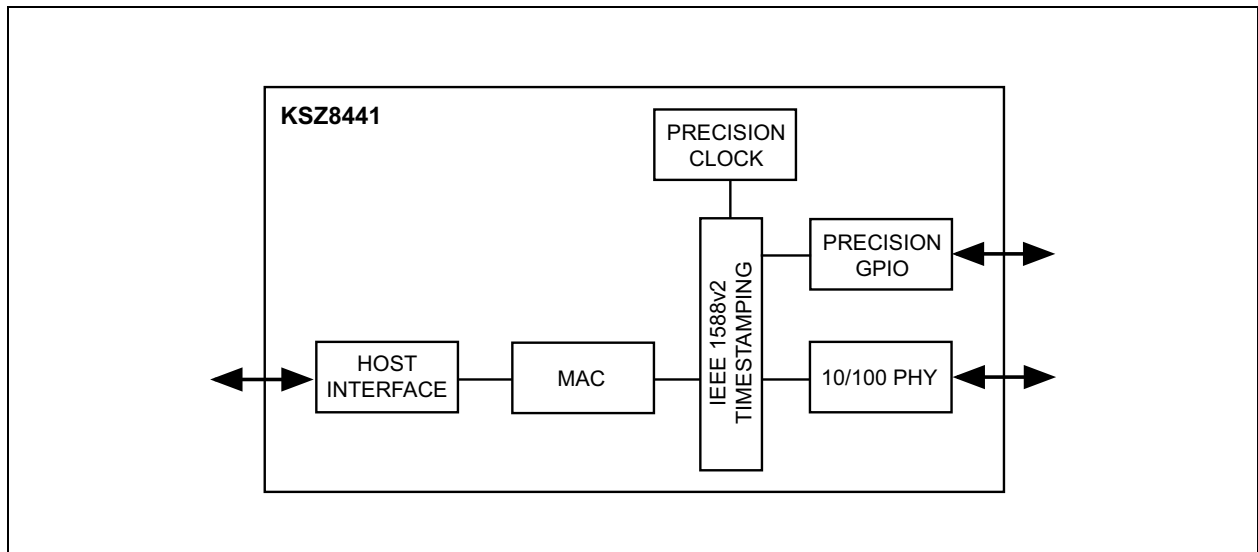 KSZ8441
PRECISION
CLOCK
PRECISION
GPIO
IEEE 1588v2
TIMESTAMPING
HOST
INTERFACE
MAC
10/100 PHY